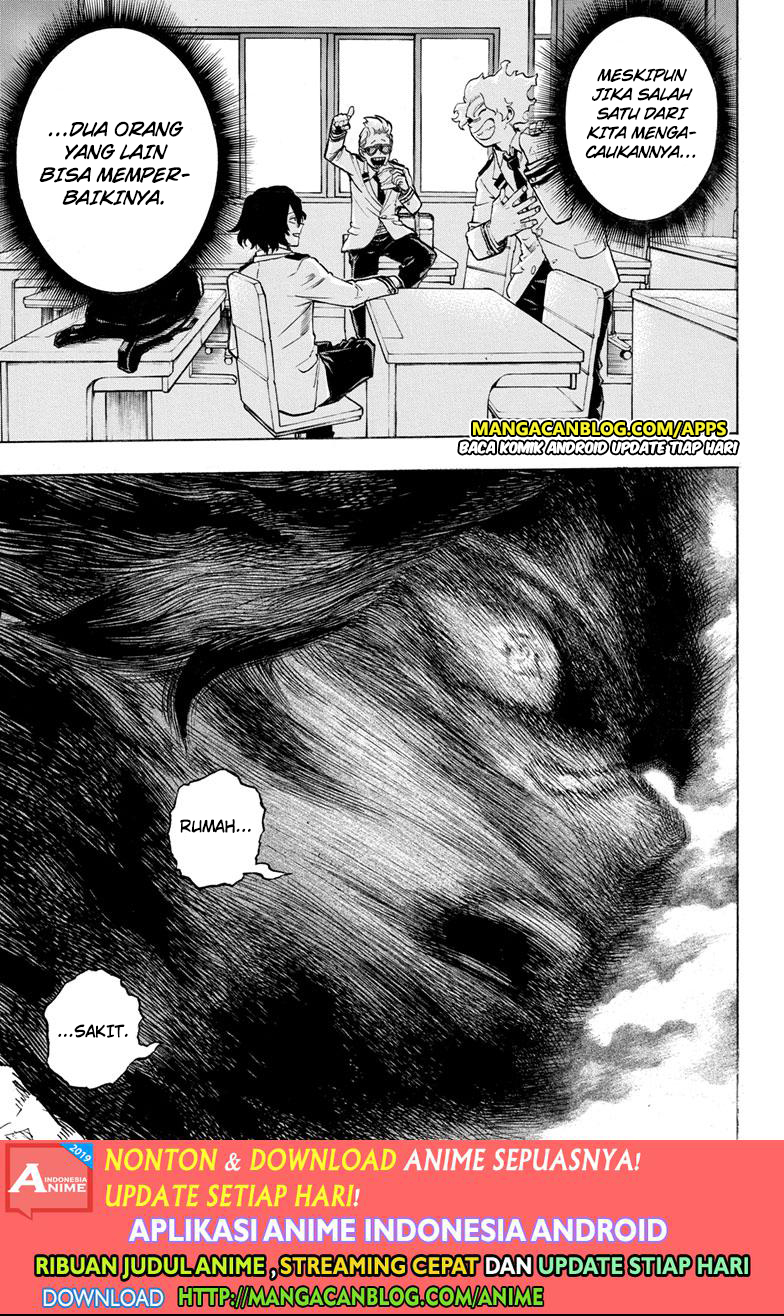 MESKIPUN
JIKA SALAH
SATU DARI
KITA MENGA-
CAUKANNYA...
...DUA ORANG
YANG LAIN
BISA MEMPER-
BAIKINYA.
MANGACANBLOG.COM/APPS
BACA KOMIK ANDROID UPDATE TIAP HARI
RUMAH...
...SAKIT.
2019
INDONESIA
ANIME
NONTON & DOWNLOAD ANIME SEPUASNYA!
UPDATE SETIAP HARI!
APLIKASI ANIME INDONESIA ANDROID
RIBUAN JUDUL ANIME , STREAMING CEPAT DAN UPDATE STIAP HARI
DOWNLOAD HTTP://MANGACANBLOG.COM/ANIME